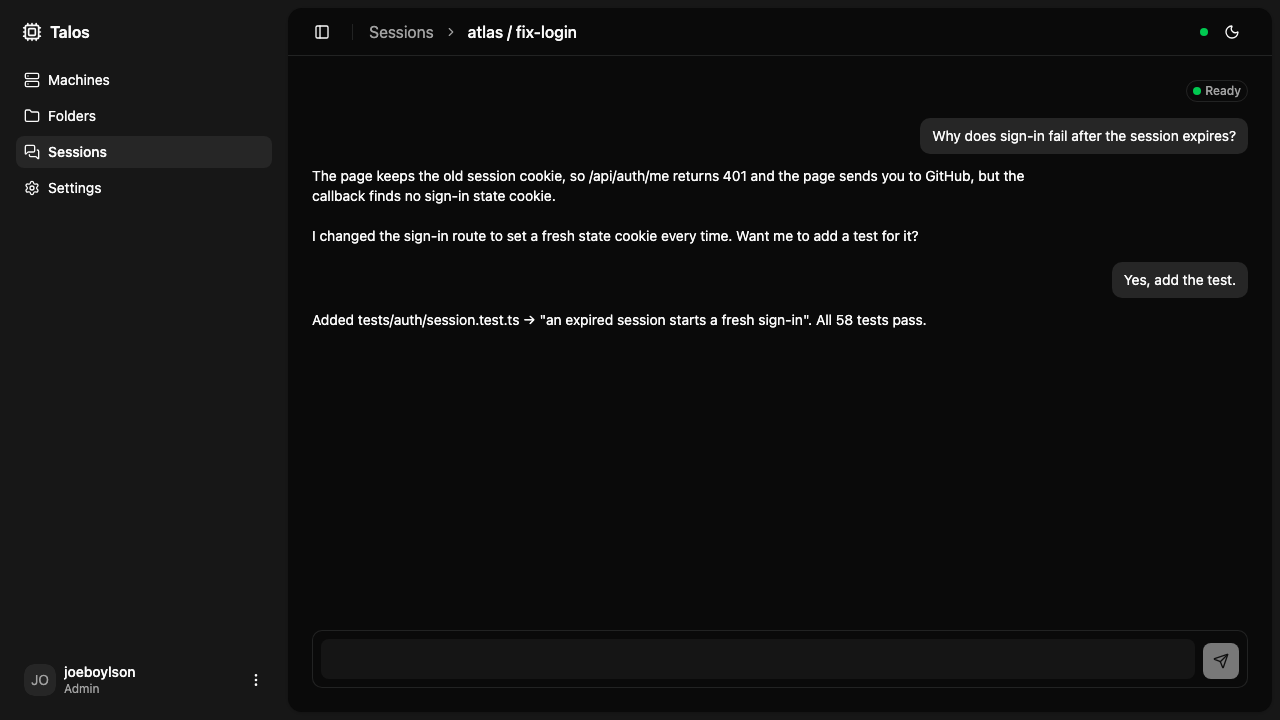 Talos
Machines
Folders
Sessions
Settings
Sessions > atlas / fix-login
Ready
Why does sign-in fail after the session expires?
The page keeps the old session cookie, so /api/auth/me returns 401 and the page sends you to GitHub, but the
callback finds no sign-in state cookie.
I changed the sign-in route to set a fresh state cookie every time. Want me to add a test for it?
Yes, add the test.
Added tests/auth/session.test.ts → "an expired session starts a fresh sign-in". All 58 tests pass.
JO
joeboylson
Admin